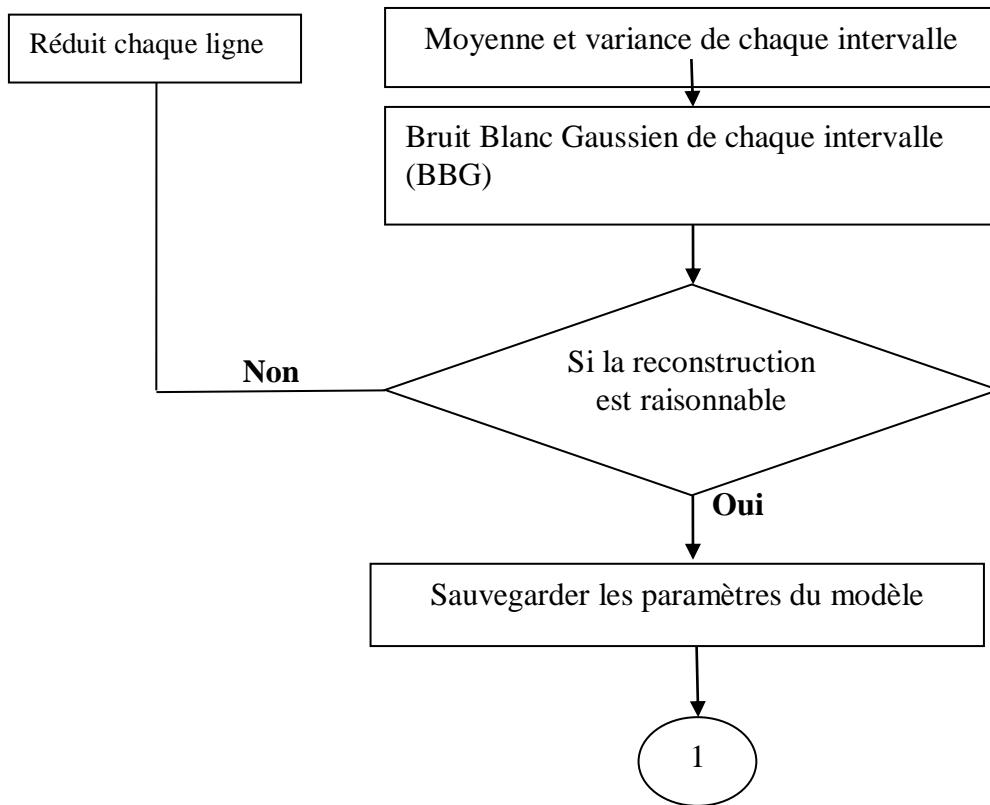 Réduit chaque ligne
Moyenne et variance de chaque intervalle
Bruit Blanc Gaussien de chaque intervalle
(BBG)
Si la reconstruction
est raisonnable
Non
Oui
Sauvegarder les paramètres du modèle
1